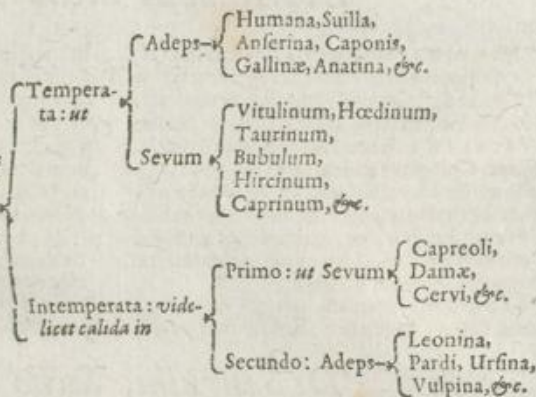 Humana, Suilla,
Adeps
Anſerina, Caponis,
Gallinæ, Anatina, &c.
Tempera-
ta: ut
Vitulinum, Hœdinum,
Taurinum,
Sevum
Bubulum,
Hircinum,
Caprinum, &c.
Capreoli,
Primo: ut Sevum
Damæ,
Cervi, &c.
Intemperata: vide-
licet calida in
Leonina,
Secundo: Adeps
Pardi, Urſina,
Vulpina, &c.